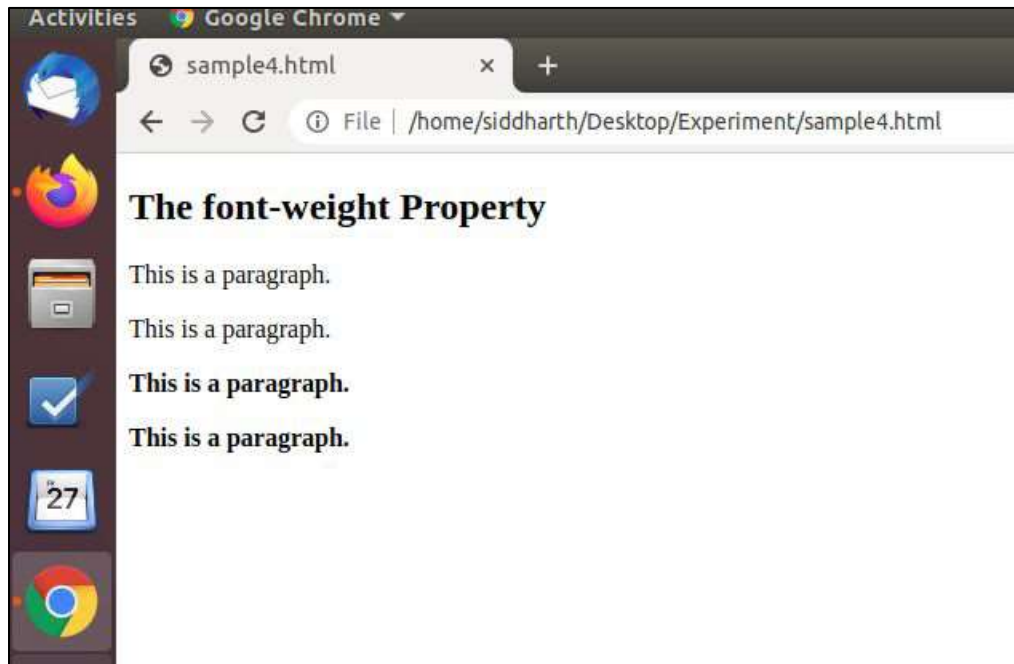 Activities Google Chrome
sample4.html
File /home/siddharth/Desktop/Experiment/sample4.html
The font-weight Property
This is a paragraph.
This is a paragraph.
This is a paragraph.
This is a paragraph.
27